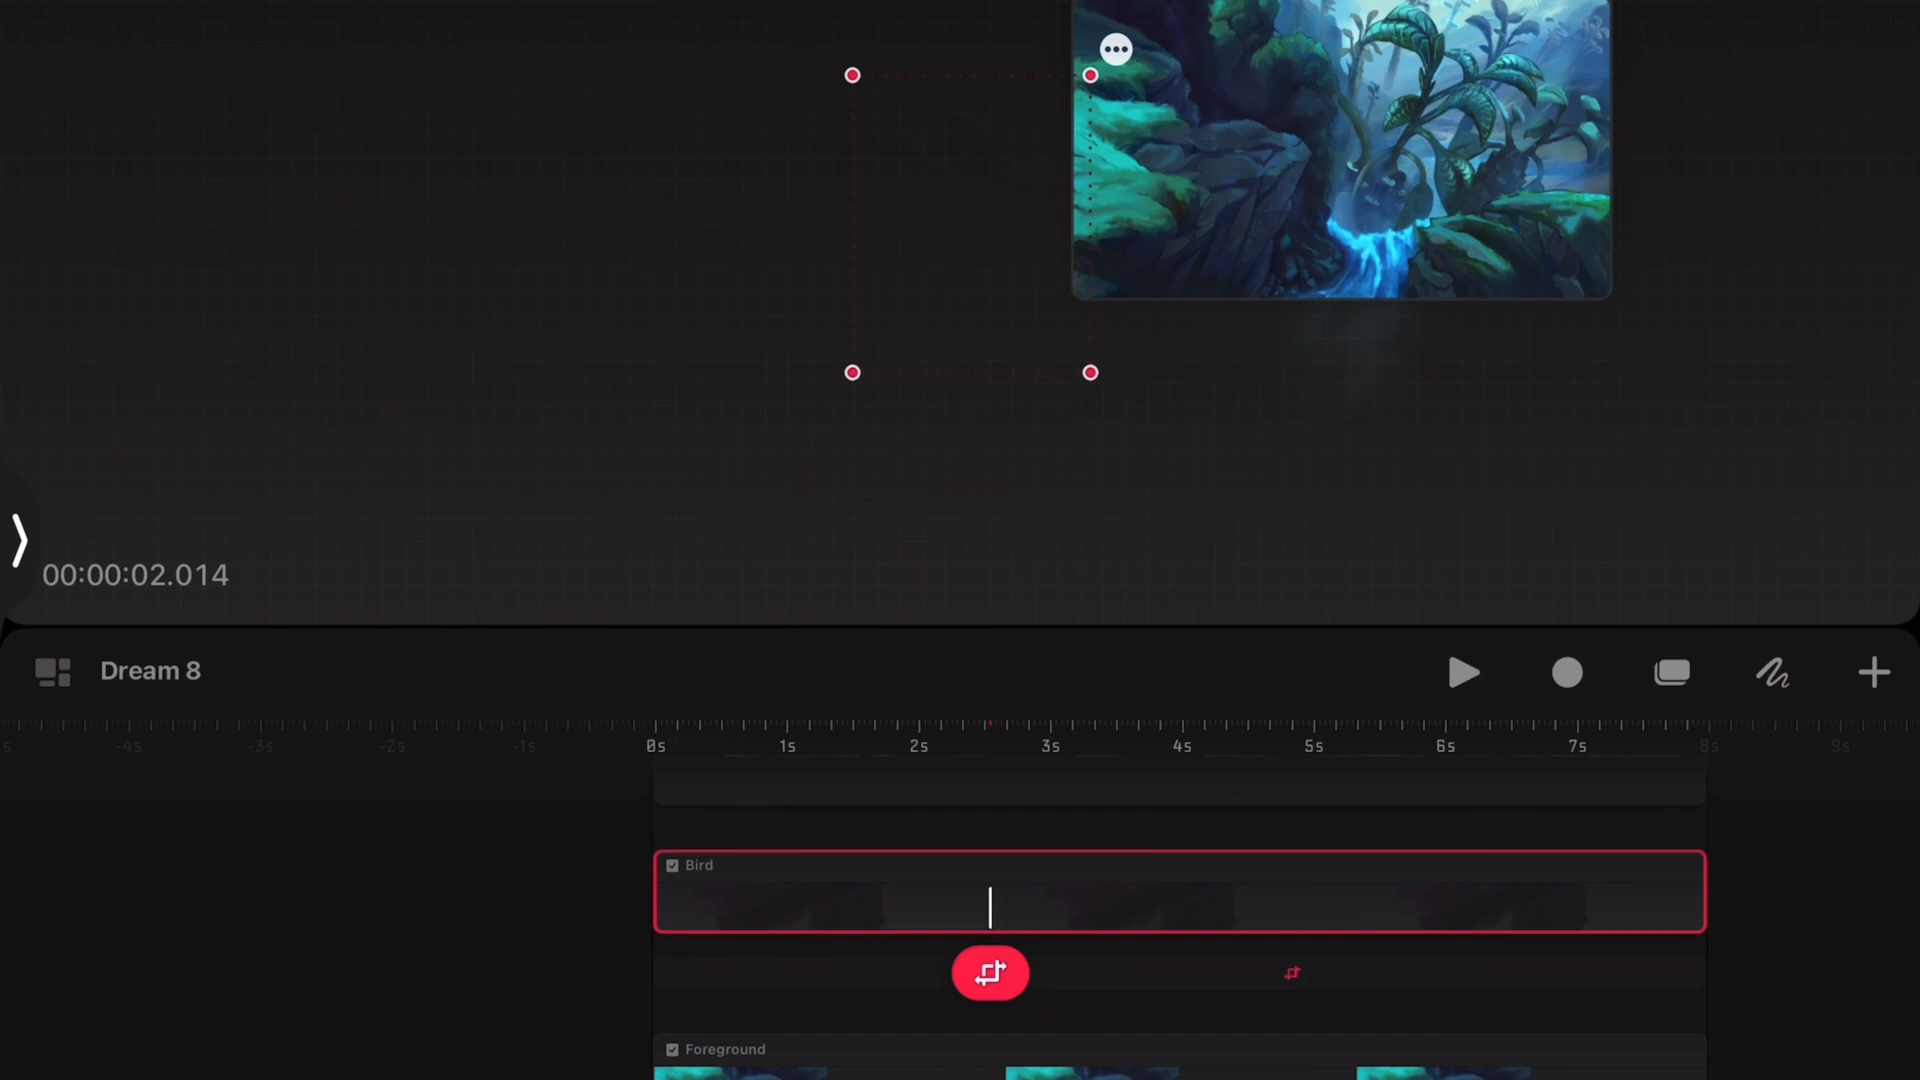 00:00:02.014
Dream 8
s -4s -3s -2s -1s 0s 1s 2s 3s 4s 5s 6s 7s 8s 9s
Bird
Foreground